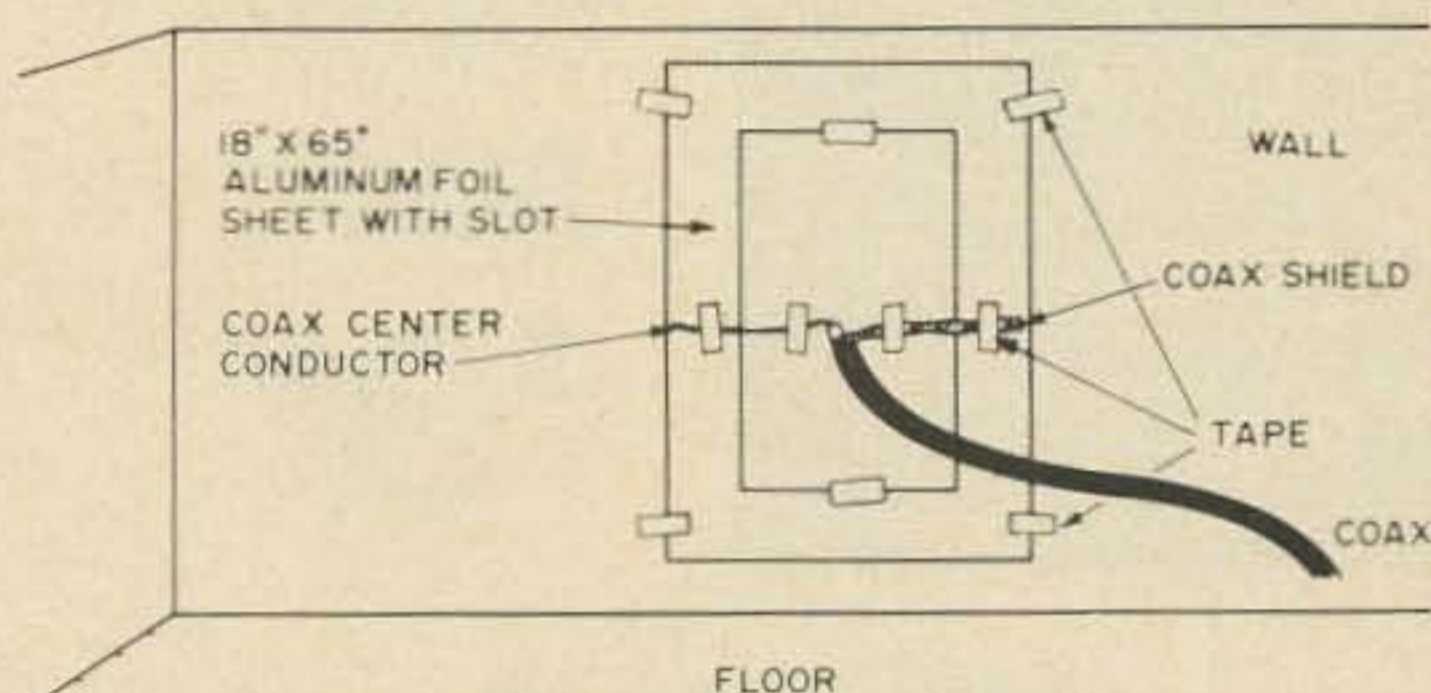 18" X 65"
ALUMINUM FOIL
SHEET WITH SLOT
WALL
COAX SHIELD
COAX CENTER
CONDUCTOR
TAPE
COAX
FLOOR